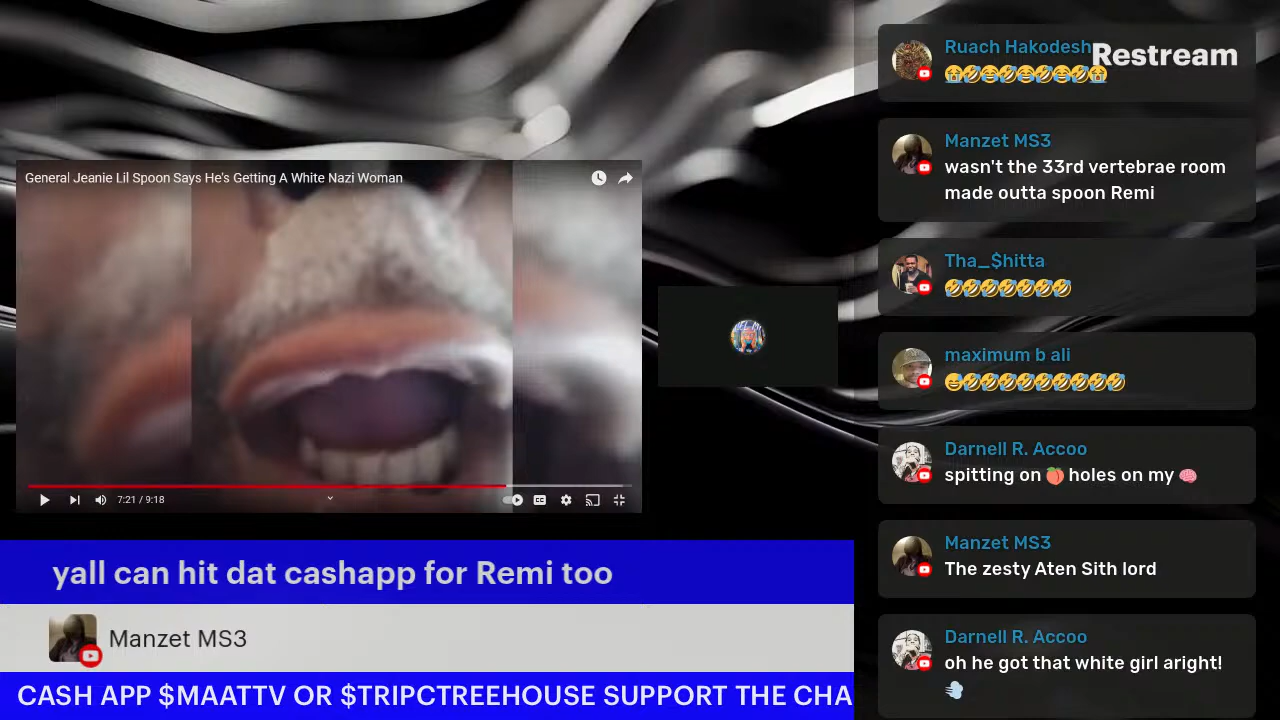 General Jeanie Lil Spoon Says He's Getting A White Nazi Woman
7:21 / 9:18
CC
yall can hit dat cashapp for Remi too
Manzet MS3
CASH APP $MAATTV OR $TRIPCTREEHOUSE SUPPORT THE CHA
Restream
Ruach Hakodesh
😭🤣😂🤣😂🤣😂🤣😭
Manzet MS3
wasn't the 33rd vertebrae room
made outta spoon Remi
Tha_$hitta
🤣🤣🤣🤣🤣🤣🤣
maximum b ali
😅🤣🤣🤣🤣🤣🤣🤣🤣🤣
Darnell R. Accoo
spitting on 🍑 holes on my 🧠
Manzet MS3
The zesty Aten Sith lord
Darnell R. Accoo
oh he got that white girl aright!
💨